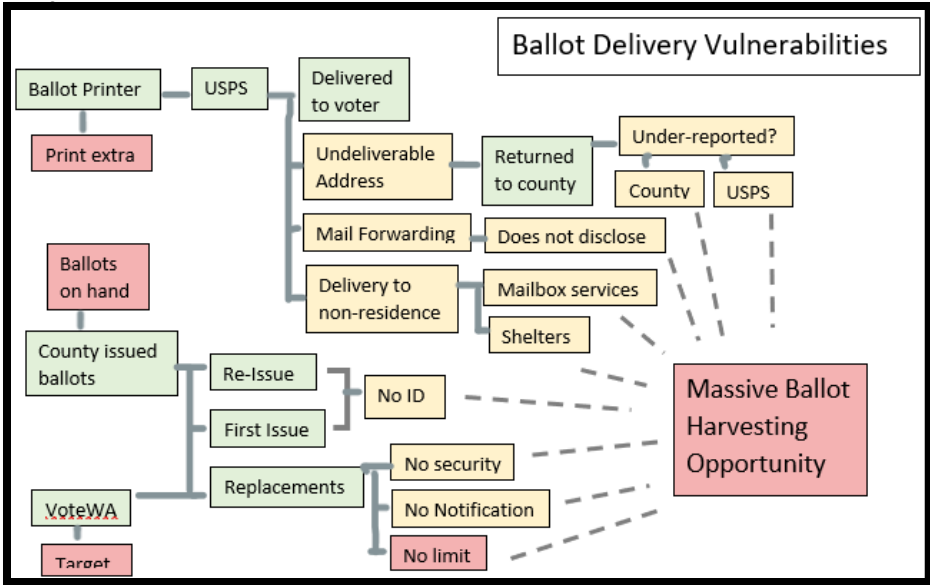 Ballot Delivery Vulnerabilities
Ballot Printer
USPS
Delivered
to voter
Print extra
Undeliverable
Address
Returned
to county
Under-reported?
County
USPS
Mail Forwarding
Does not disclose
Delivery to
non-residence
Mailbox services
Shelters
Ballots
on hand
County issued
ballots
Re-Issue
First Issue
No ID
Replacements
No security
No Notification
No limit
VoteWA
Target
Massive Ballot
Harvesting
Opportunity